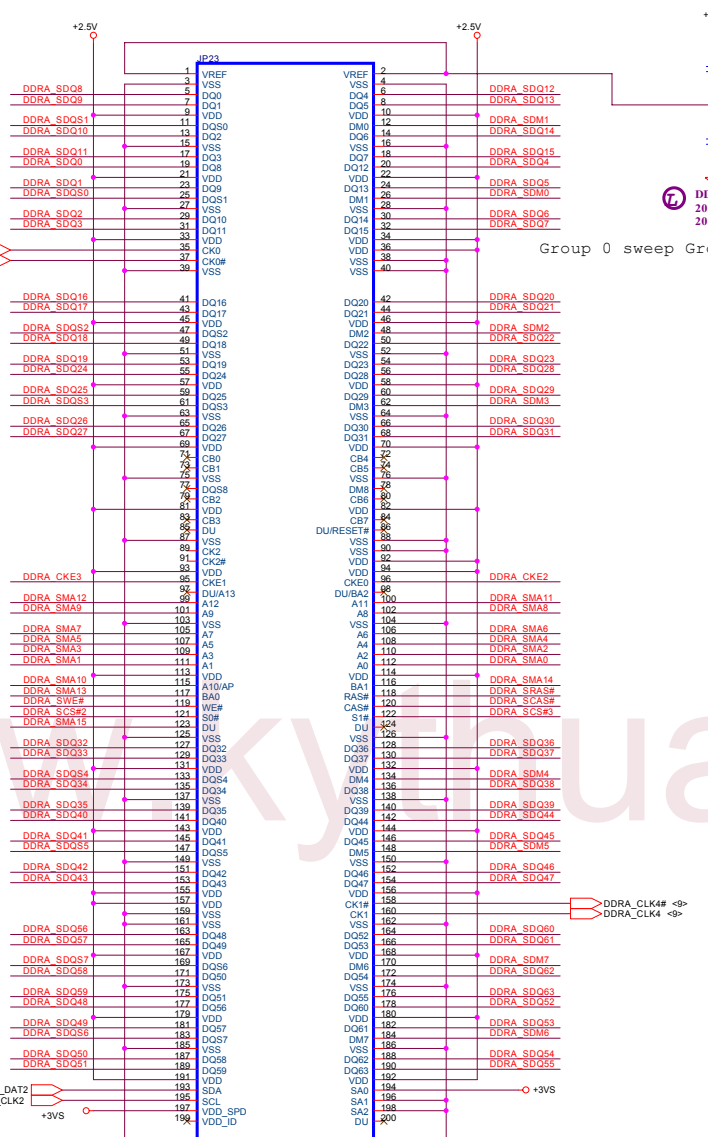 +2.5V +2.5V
JP23
1 VREF VREF 2
3 VSS VSS 4
DDRA_SDQ8 5 DQ0 DQ4 6 DDRA_SDQ12
DDRA_SDQ9 7 DQ1 DQ5 8 DDRA_SDQ13
9 VDD VDD 10
DDRA_SDQS1 11 DQS0 DM0 12 DDRA_SDM1
DDRA_SDQ10 13 DQ2 DQ6 14 DDRA_SDQ14
15 VSS VSS 16
DDRA_SDQ11 17 DQ3 DQ7 18 DDRA_SDQ15
DDRA_SDQ0 19 DQ8 DQ12 20 DDRA_SDQ4
21 VDD VDD 22
DDRA_SDQ1 23 DQ9 DQ13 24 DDRA_SDQ5
DDRA_SDQS0 25 DQS1 DM1 26 DDRA_SDM0
27 VSS VSS 28
DDRA_SDQ2 29 DQ10 DQ14 30 DDRA_SDQ6
DDRA_SDQ3 31 DQ11 DQ15 32 DDRA_SDQ7
33 VDD VDD 34
35 CK0 VDD 36
37 CK0# VSS 38
39 VSS VSS 40
L
20
20
Group 0 sweep
DDRA_SDQ16 41 DQ16 DQ20 42 DDRA_SDQ20
DDRA_SDQ17 43 DQ17 DQ21 44 DDRA_SDQ21
45 VDD VDD 46
DDRA_SDQS2 47 DQS2 DM2 48 DDRA_SDM2
DDRA_SDQ18 49 DQ18 DQ22 50 DDRA_SDQ22
51 VSS VSS 52
DDRA_SDQ19 53 DQ19 DQ23 54 DDRA_SDQ23
DDRA_SDQ24 55 DQ24 DQ28 56 DDRA_SDQ28
57 VDD VDD 58
DDRA_SDQ25 59 DQ25 DQ29 60 DDRA_SDQ29
DDRA_SDQS3 61 DQS3 DM3 62 DDRA_SDM3
63 VSS VSS 64
DDRA_SDQ26 65 DQ26 DQ30 66 DDRA_SDQ30
DDRA_SDQ27 67 DQ27 DQ31 68 DDRA_SDQ31
69 VDD VDD 70
71 CB0 CB4 72
73 CB1 CB5 74
75 VSS VSS 76
77 DQS8 DM8 78
79 CB2 CB6 80
81 VDD VDD 82
83 CB3 CB7 84
85 DU DU/RESET# 86
87 VSS VSS 88
89 CK2 VSS 90
91 CK2# VDD 92
93 VDD VDD 94
DDRA_CKE3 95 CKE1 CKE0 96 DDRA_CKE2
97 DU/A13 DU/BA2 98
DDRA_SMA12 99 A12 A11 100 DDRA_SMA11
DDRA_SMA9 101 A9 A8 102 DDRA_SMA8
103 VSS VSS 104
DDRA_SMA7 105 A7 A6 106 DDRA_SMA6
DDRA_SMA5 107 A5 A4 108 DDRA_SMA4
DDRA_SMA3 109 A3 A2 110 DDRA_SMA2
DDRA_SMA1 111 A1 A0 112 DDRA_SMA0
113 VDD VDD 114
DDRA_SMA10 115 A10/AP BA1 116 DDRA_SMA14
DDRA_SMA13 117 BA0 RAS# 118 DDRA_SRAS#
DDRA_SWE# 119 WE# CAS# 120 DDRA_SCAS#
DDRA_SCS#2 121 S0# S1# 122 DDRA_SCS#3
DDRA_SMA15 123 DU DU 124
125 VSS VSS 126
DDRA_SDQ32 127 DQ32 DQ36 128 DDRA_SDQ36
DDRA_SDQ33 129 DQ33 DQ37 130 DDRA_SDQ37
131 VDD VDD 132
DDRA_SDQS4 133 DQS4 DM4 134 DDRA_SDM4
DDRA_SDQ34 135 DQ34 DQ38 136 DDRA_SDQ38
137 VSS VSS 138
DDRA_SDQ35 139 DQ35 DQ39 140 DDRA_SDQ39
DDRA_SDQ40 141 DQ40 DQ44 142 DDRA_SDQ44
w.kythua
143 VDD VDD 144
DDRA_SDQ41 145 DQ41 DQ45 146 DDRA_SDQ45
DDRA_SDQS5 147 DQS5 DM5 148 DDRA_SDM5
149 VSS VSS 150
DDRA_SDQ42 151 DQ42 DQ46 152 DDRA_SDQ46
DDRA_SDQ43 153 DQ43 DQ47 154 DDRA_SDQ47
155 VDD VDD 156
157 VDD CK1# 158 DDRA_CLK4# <9>
159 VSS CK1 160 DDRA_CLK4 <9>
161 VSS VSS 162
DDRA_SDQ56 163 DQ48 DQ52 164 DDRA_SDQ60
DDRA_SDQ57 165 DQ49 DQ53 166 DDRA_SDQ61
167 VDD VDD 168
DDRA_SDQS7 169 DQS6 DM6 170 DDRA_SDM7
DDRA_SDQ58 171 DQ50 DQ54 172 DDRA_SDQ62
173 VSS VSS 174
DDRA_SDQ59 175 DQ51 DQ55 176 DDRA_SDQ63
DDRA_SDQ48 177 DQ56 DQ60 178 DDRA_SDQ52
179 VDD VDD 180
DDRA_SDQ49 181 DQ57 DQ61 182 DDRA_SDQ53
DDRA_SDQS6 183 DQS7 DM7 184 DDRA_SDM6
185 VSS VSS 186
DDRA_SDQ50 187 DQ58 DQ62 188 DDRA_SDQ54
DDRA_SDQ51 189 DQ59 DQ63 190 DDRA_SDQ55
191 VDD VDD 192
_DAT2 193 SDA SA0 194 +3VS
CLK2 195 SCL SA1 196
+3VS 197 VDD_SPD SA2 198
199 VDD_ID DU 200